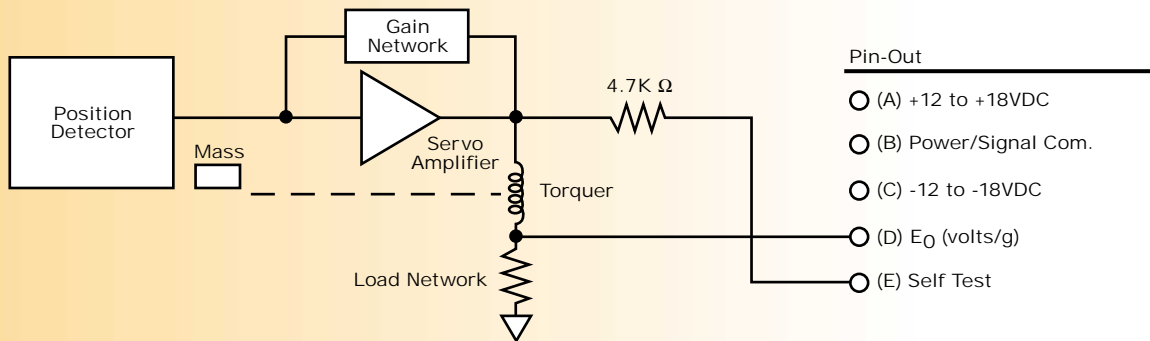 Gain
Network
Position
Detector
Mass
Servo
Amplifier
4.7K Ω
Torquer
Load Network
Pin-Out
(A) +12 to +18VDC
(B) Power/Signal Com.
(C) -12 to -18VDC
(D) E0 (volts/g)
(E) Self Test